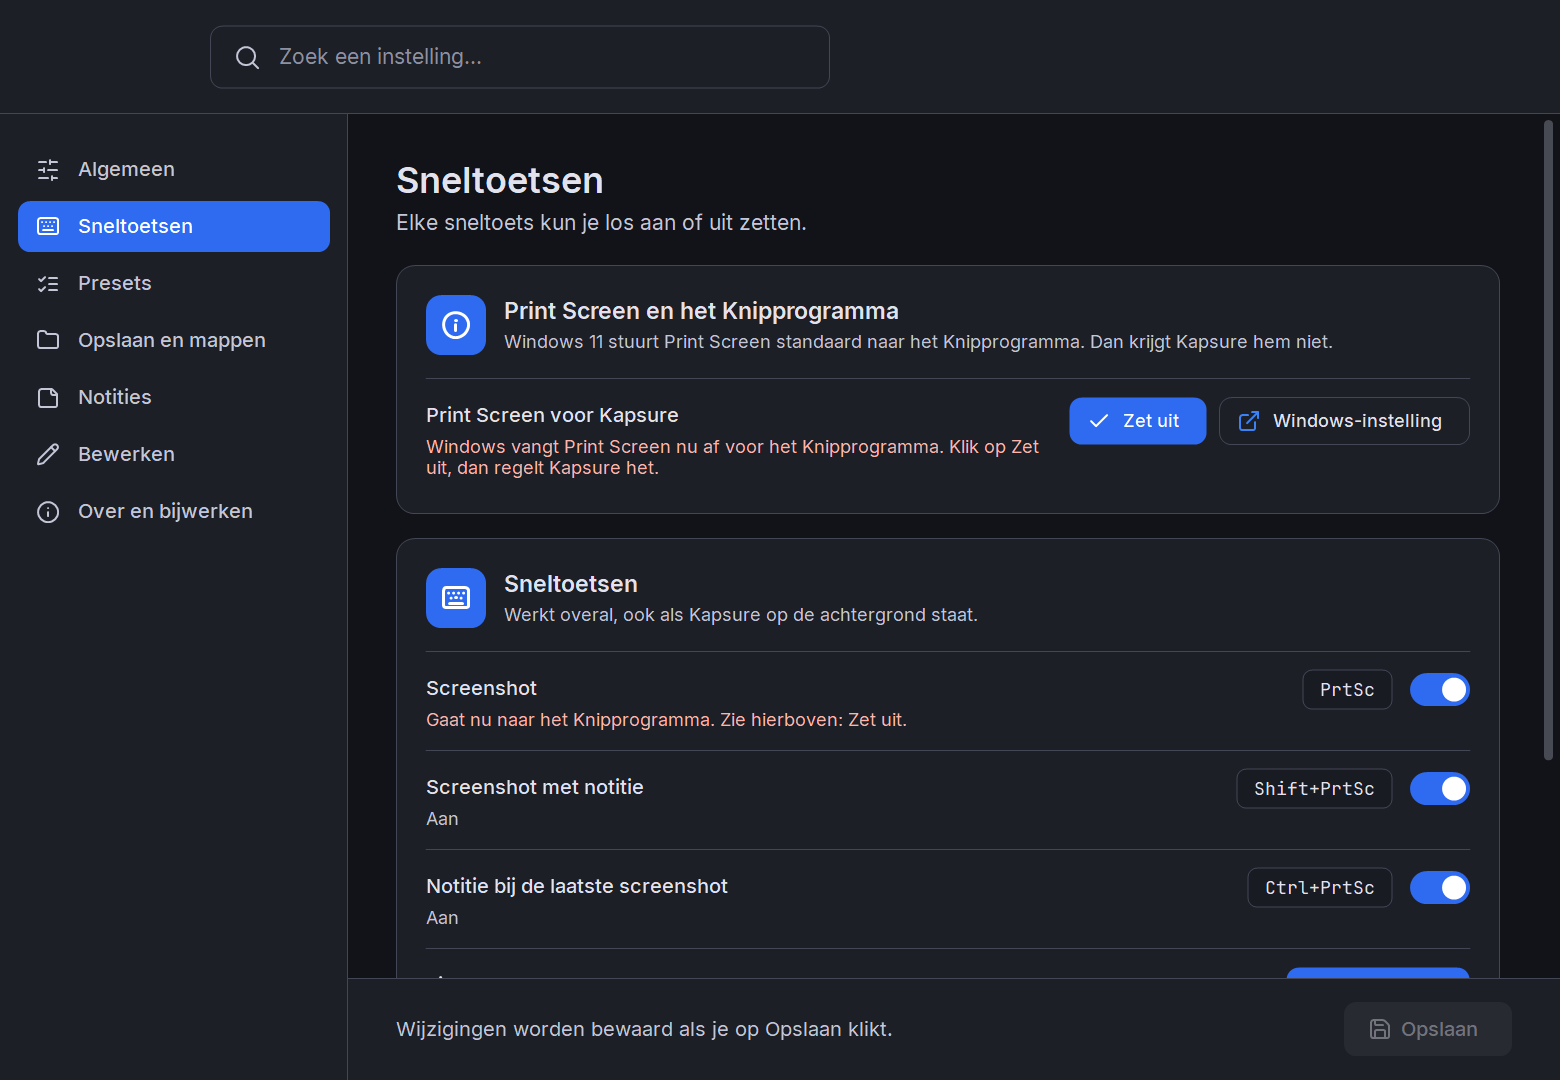 Zoek een instelling...
Algemeen
Sneltoetsen
Presets
Opslaan en mappen
Notities
Bewerken
Over en bijwerken
Sneltoetsen
Elke sneltoets kun je los aan of uit zetten.
Print Screen en het Knipprogramma
Windows 11 stuurt Print Screen standaard naar het Knipprogramma. Dan krijgt Kapsure hem niet.
Print Screen voor Kapsure
Windows vangt Print Screen nu af voor het Knipprogramma. Klik op Zet
uit, dan regelt Kapsure het.
Zet uit
Windows-instelling
Sneltoetsen
Werkt overal, ook als Kapsure op de achtergrond staat.
Screenshot
PrtSc
Gaat nu naar het Knipprogramma. Zie hierboven: Zet uit.
Screenshot met notitie
Shift+PrtSc
Aan
Notitie bij de laatste screenshot
Ctrl+PrtSc
Aan
Wijzigingen worden bewaard als je op Opslaan klikt.
Opslaan